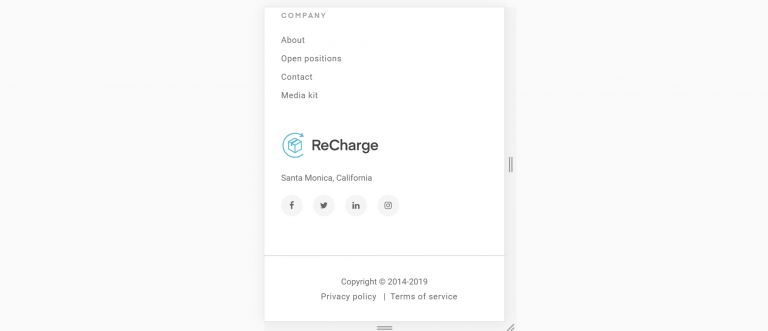 COMPANY
About
Open positions
Contact
Media kit
ReCharge
Santa Monica, California
Copyright © 2014-2019
Privacy policy | Terms of service